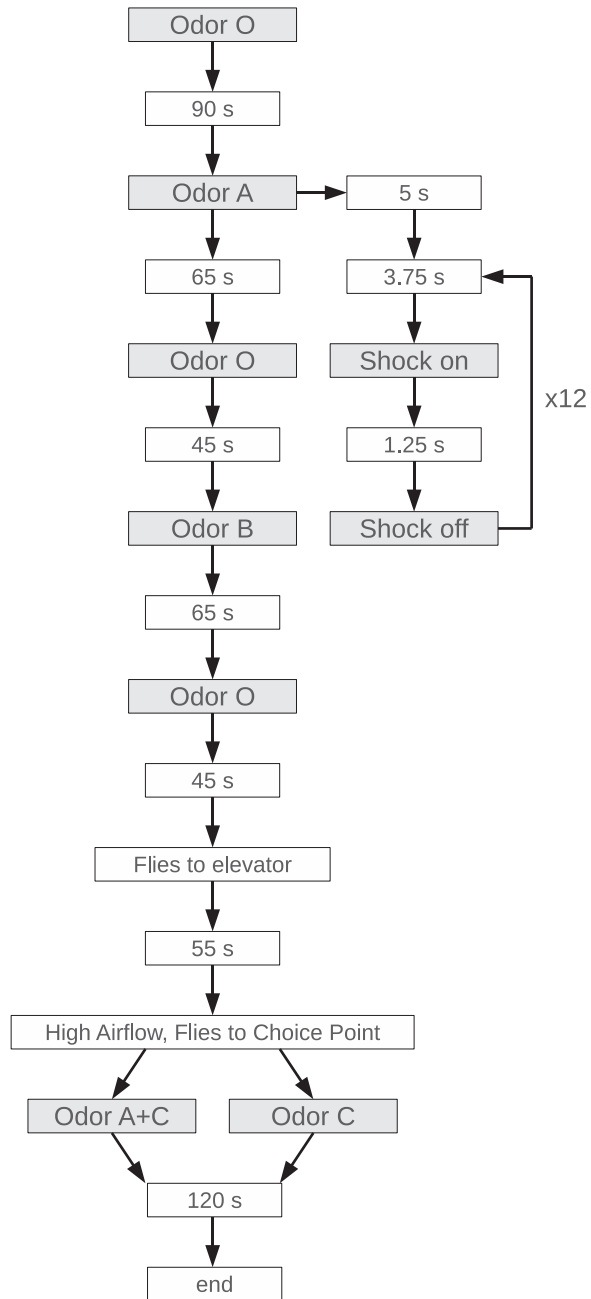 Odor O
90 s
Odor A
5 s
65 s
3.75 s
Odor O
Shock on
x12
45 s
1.25 s
Odor B
Shock off
65 s
Odor O
45 s
Flies to elevator
55 s
High Airflow, Flies to Choice Point
Odor A+C
Odor C
120 s
end